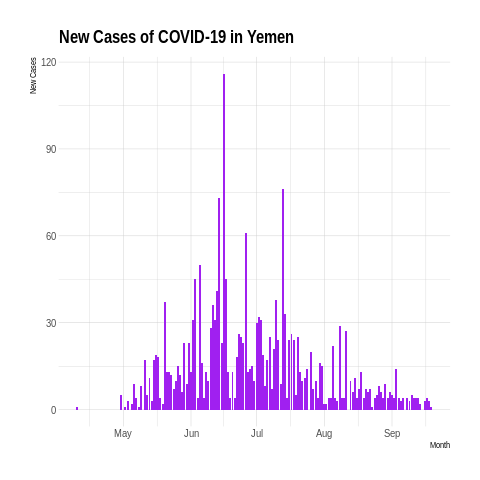 New Cases of COVID-19 in Yemen
New Cases
120
90
60
30
0
May Jun Jul Aug Sep
Month